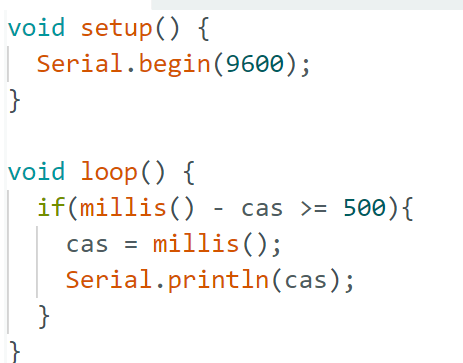 void setup() {
  Serial.begin(9600);
}

void loop() {
  if(millis() - cas >= 500){
    cas = millis();
    Serial.println(cas);
  }
}